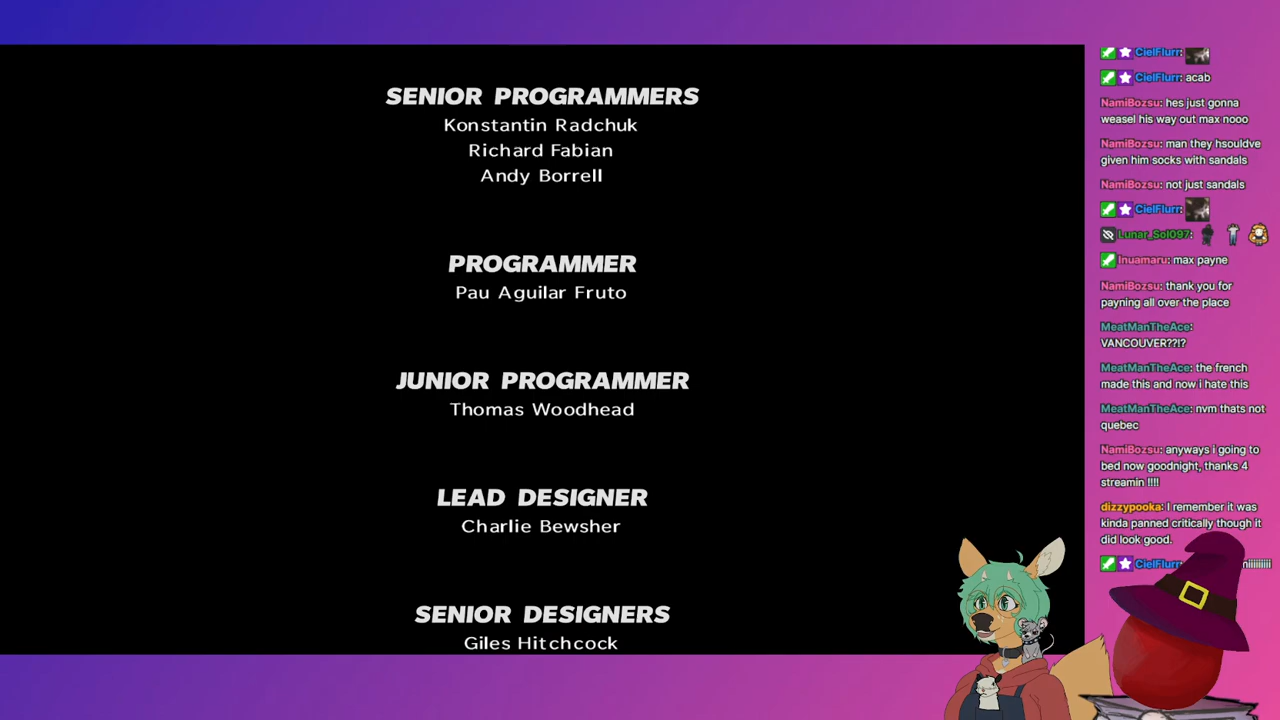 SENIOR PROGRAMMERS
Konstantin Radchuk
Richard Fabian
Andy Borrell
PROGRAMMER
Pau Aguilar Fruto
JUNIOR PROGRAMMER
Thomas Woodhead
LEAD DESIGNER
Charlie Bewsher
SENIOR DESIGNERS
Giles Hitchcock
CielFlurr:
CielFlurr: acab
NamiBozsu: hes just gonna
weasel his way out max nooo
NamiBozsu: man they hsouldve
given him socks with sandals
NamiBozsu: not just sandals
CielFlurr:
Lunar_Sol097:
Inuamaru: max payne
NamiBozsu: thank you for
payning all over the place
MeatManTheAce:
VANCOUVER??!?
MeatManTheAce: the french
made this and now i hate this
MeatManTheAce: nvm thats not
quebec
NamiBozsu: anyways i going to
bed now goodnight, thanks 4
streamin !!!!
dizzypooka: I remember it was
kinda panned critically though it
did look good.